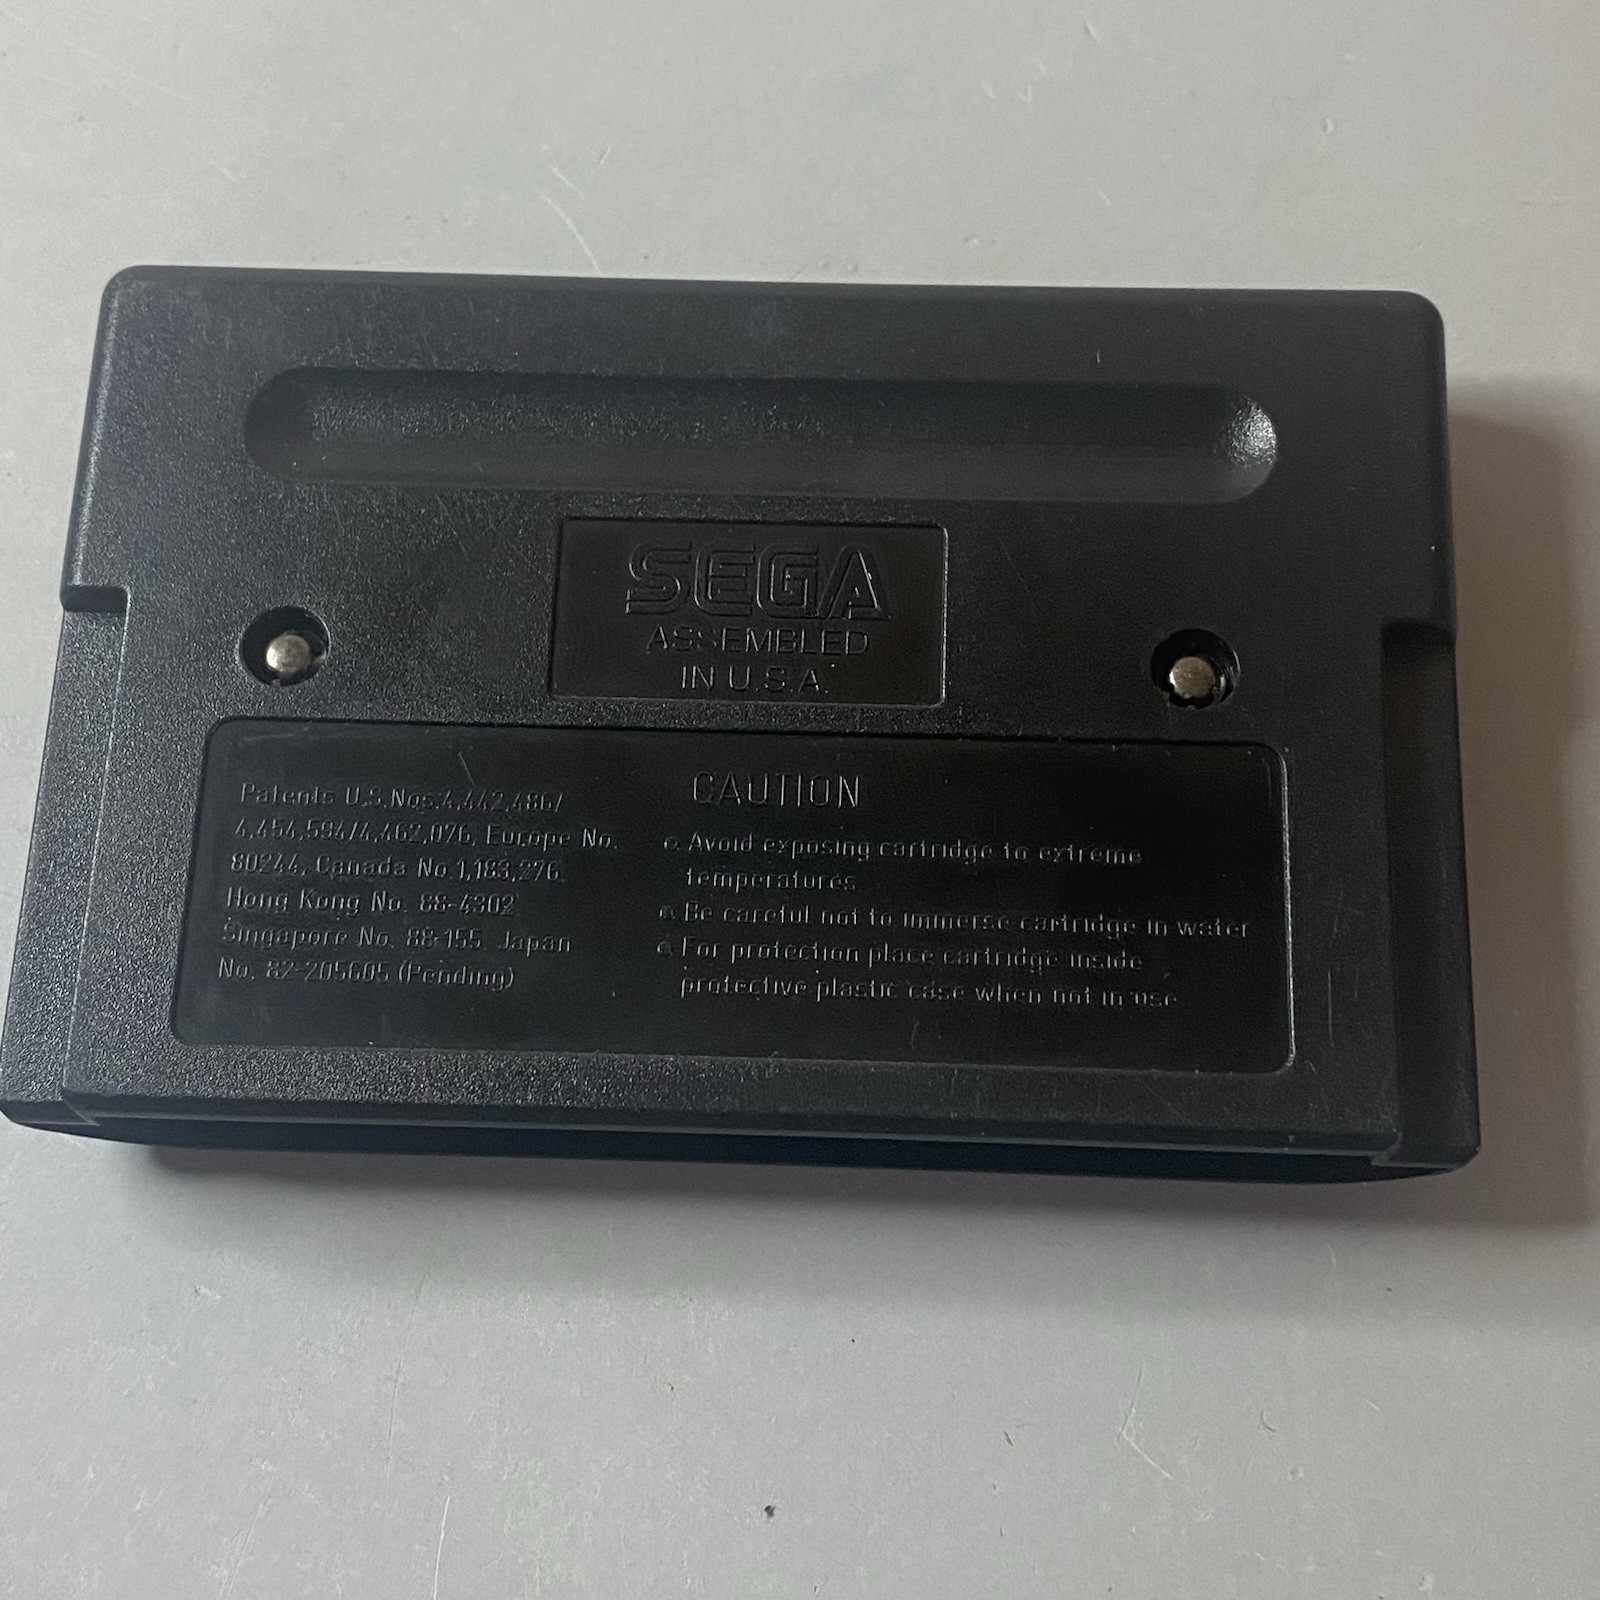 SEGA
ASSEMBLED
IN U.S.A.
Patents U.S.Nos.4,442,486/
4,454,594/4,462,076, Europe No.
80244, Canada No.1,183,276
Hong Kong No. 88-4302
Singapore No. 88-155, Japan
No. 82-205605 (Pending)
CAUTION
Avoid exposing cartridge to extreme
temperatures
Be careful not to immerse cartridge in water
For protection place cartridge inside
protective plastic case when not in use